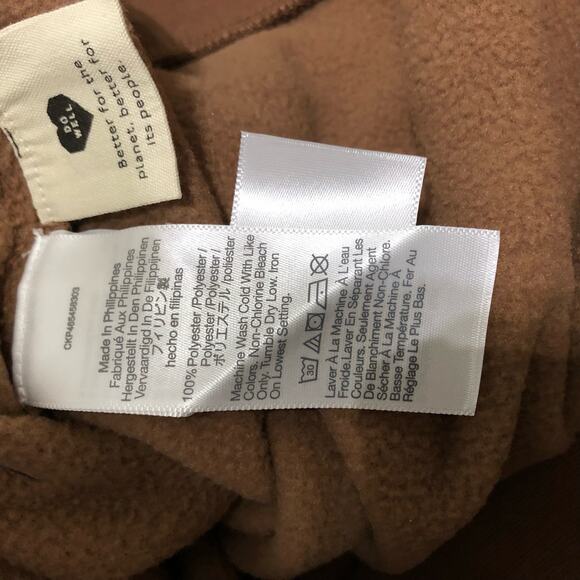 DO
WELL
Better for the for
Planet, better
its people.
CKP465458303
Made In Philippines
Fabriqué Aux Philippines
Hergestellt In Den Philippinen
Vervaardigd In De Filippijnen
フィリピン製
hecho en filipinas
100% Polyester/Polyester/
Polyester/Polyester/
ポリエステル/ poliéster
Machine Wash Cold With Like
Colors. Non-Chlorine Bleach
Only. Tumble Dry Low. Iron
On Lowest Setting.
30
Laver À La Machine À L'eau
Froide.Laver En Séparant Les
Couleurs. Seulement Agent
De Blanchiment Non-Chlore.
Sécher À La Machine À
Basse Température. Fer Au
Réglage Le Plus Bas.